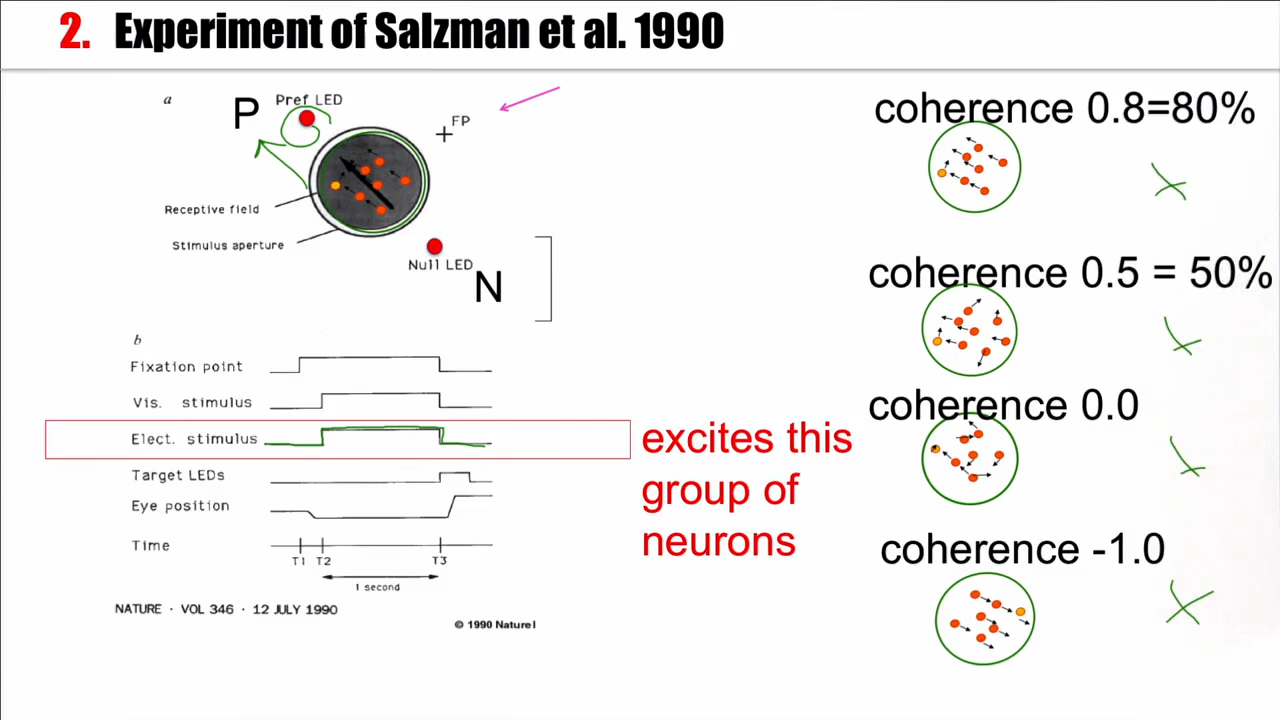 2. Experiment of Salzman et al. 1990
a
P
Pref LED
FP
Receptive field
Stimulus aperture
Null LED
N
b
Fixation point
Vis. stimulus
Elect. stimulus
Target LEDs
Eye position
Time
T1 T2 T3
1 second
NATURE · VOL 346 · 12 JULY 1990
© 1990 Nature
excites this
group of
neurons
coherence 0.8=80%
coherence 0.5 = 50%
coherence 0.0
coherence -1.0